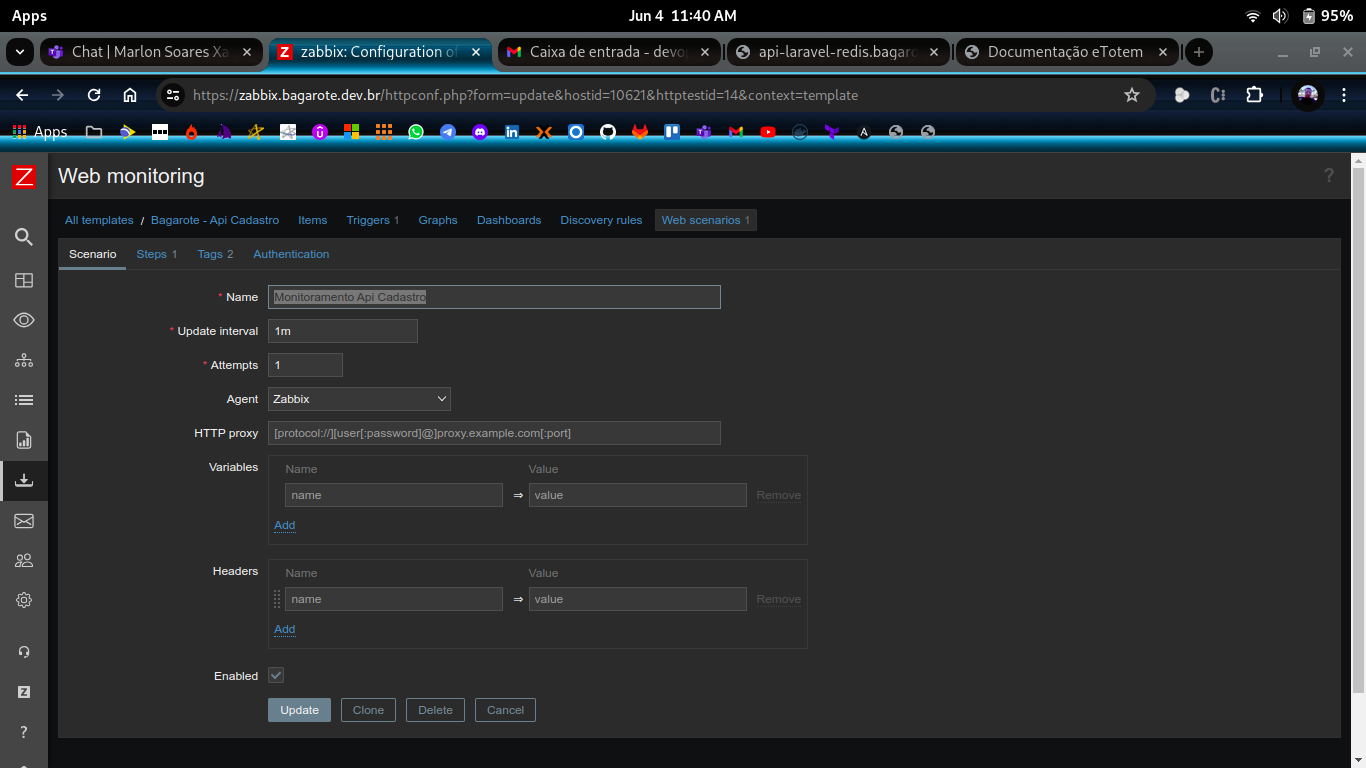 Apps
Jun 4 11:40 AM
95%
Chat | Marlon Soares Xa
zabbix: Configuration of
Caixa de entrada - devo
api-laravel-redis.bagaro
Documentação eTotem
https://zabbix.bagarote.dev.br/httpconf.php?form=update&hostid=10621&httptestid=14&context=template
Apps
Z
Web monitoring
?
All templates / Bagarote - Api Cadastro Items Triggers 1 Graphs Dashboards Discovery rules Web scenarios 1
Scenario Steps 1 Tags 2 Authentication
* Name Monitoramento Api Cadastro
* Update interval 1m
* Attempts 1
Agent Zabbix
HTTP proxy [protocol://][user[:password]@]proxy.example.com[:port]
Variables Name Value
name ⇒ value Remove
Add
Headers Name Value
name ⇒ value Remove
Add
Enabled
Z
Update Clone Delete Cancel
?